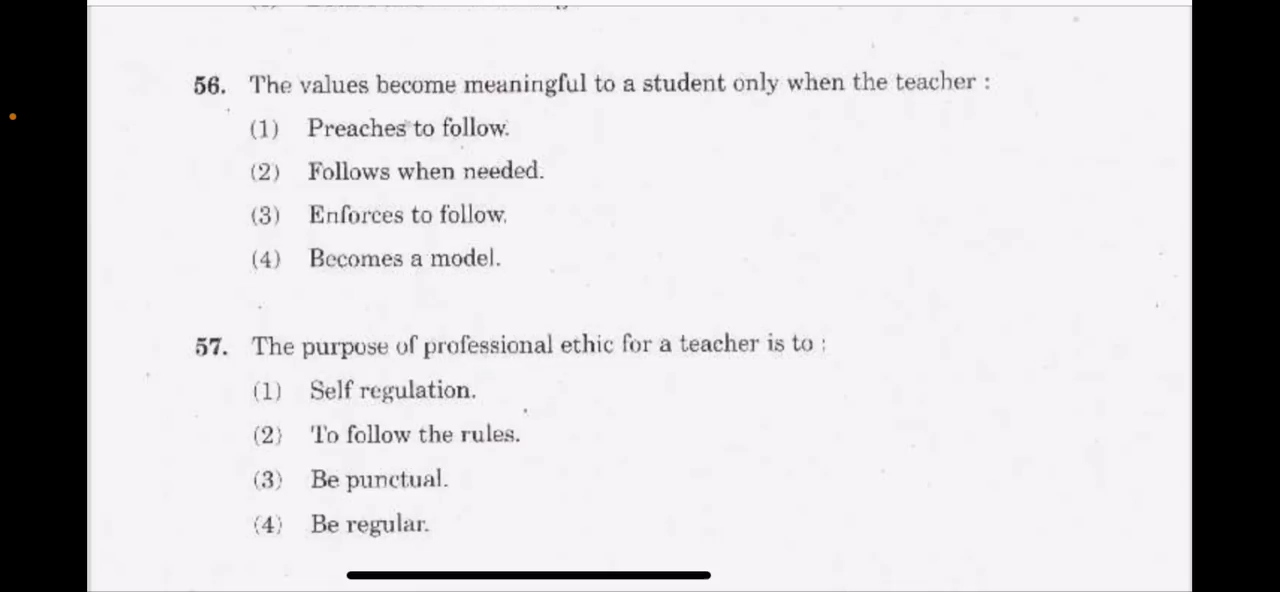 56. The values become meaningful to a student only when the teacher :
(1) Preaches to follow.
(2) Follows when needed.
(3) Enforces to follow.
(4) Becomes a model.
57. The purpose of professional ethic for a teacher is to :
(1) Self regulation.
(2) To follow the rules.
(3) Be punctual.
(4) Be regular.